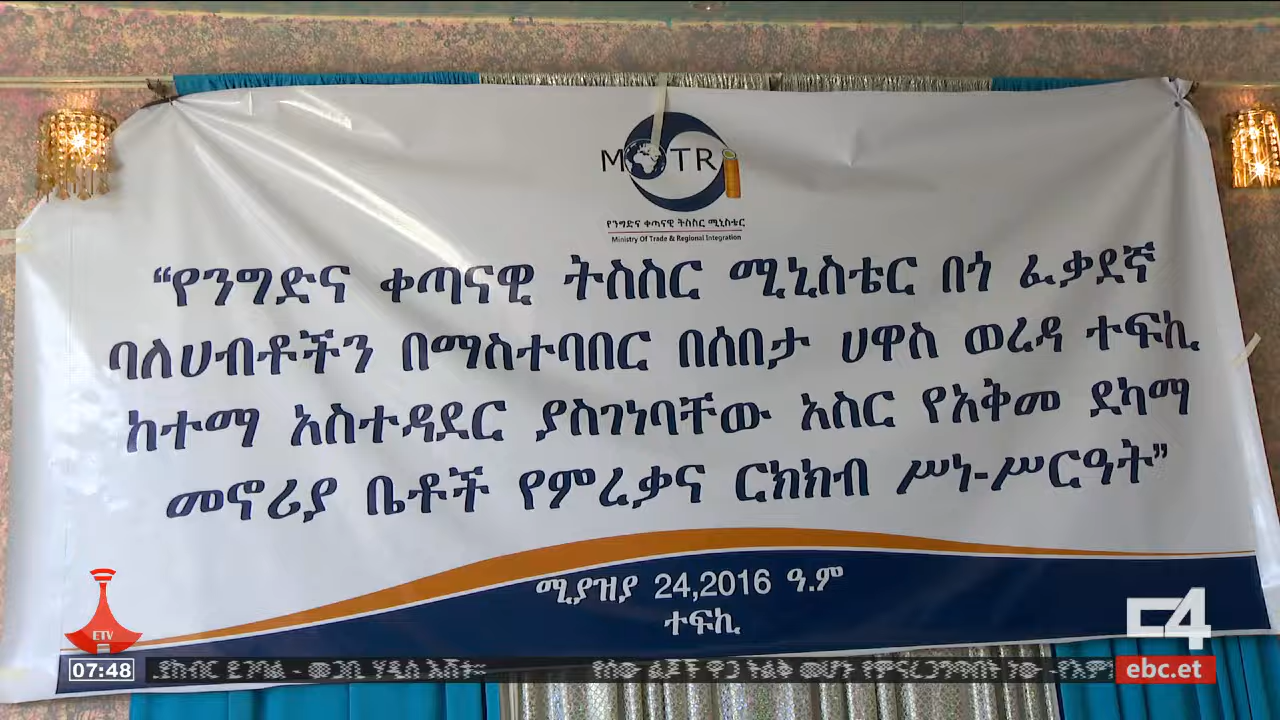 MOTRI
የንግድና ቀጣናዊ ትስስር ሚኒስቴር
Ministry Of Trade & Regional Integration
“የንግድና ቀጣናዊ ትስስር ሚኒስቴር በጎ ፈቃደኛ
ባለሀብቶችን በማስተባበር በሰበታ ሀዋስ ወረዳ ተፍኪ
ከተማ አስተዳደር ያስገነባቸው አስር የአቅመ ደካማ
መኖሪያ ቤቶች የምረቃና ርክክብ ሥነ-ሥርዓት”
ሚያዝያ 24,2016 ዓ.ም
ተፍኪ
ETV
07:48
ebc.et